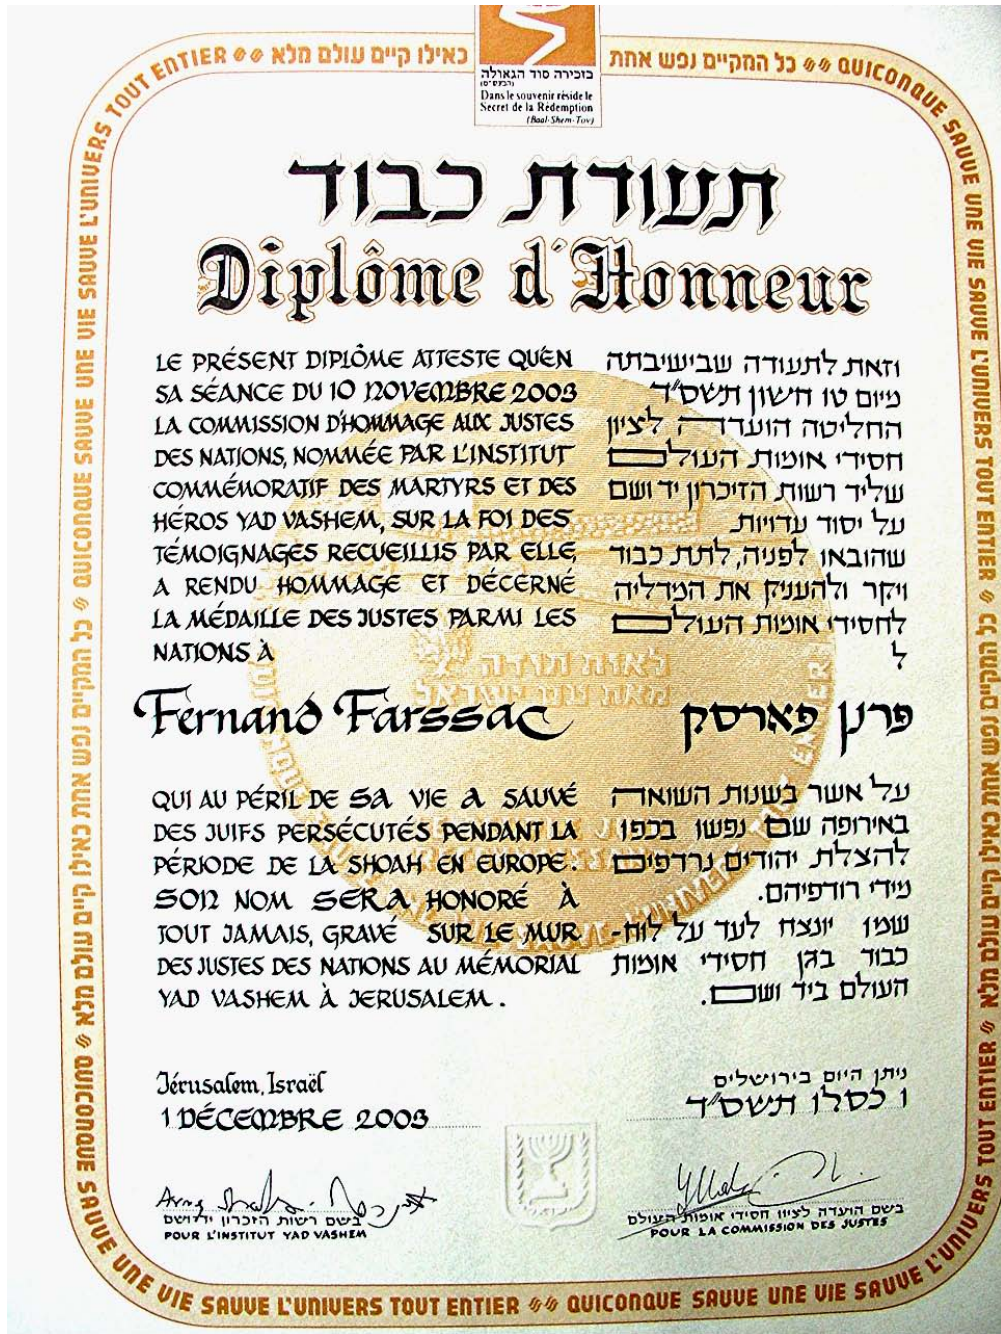 כל המקיים נפש אחת כאילו קיים עולם מלא
QUICONQUE SAUVE UNE VIE SAUVE L'UNIVERS TOUT ENTIER
בזכירה סוד הגאולה
Dans le souvenir réside le
Secret de la Rédemption
(Baal-Shem-Tov)
תעודת כבוד
Diplôme d'Honneur
LE PRÉSENT DIPLÔME ATTESTE QU'EN
SA SÉANCE DU 10 NOVEMBRE 2003
LA COMMISSION D'HOMMAGE AUX JUSTES
DES NATIONS, NOMMÉE PAR L'INSTITUT
COMMÉMORATIF DES MARTYRS ET DES
HÉROS YAD VASHEM, SUR LA FOI DES
TÉMOIGNAGES RECUEILLIS PAR ELLE,
A RENDU HOMMAGE ET DÉCERNÉ
LA MÉDAILLE DES JUSTES PARMI LES
NATIONS À
Fernand Farssac
QUI AU PÉRIL DE SA VIE A SAUVÉ
DES JUIFS PERSÉCUTÉS PENDANT LA
PÉRIODE DE LA SHOAH EN EUROPE.
SON NOM SERA HONORÉ À
TOUT JAMAIS, GRAVÉ SUR LE MUR
DES JUSTES DES NATIONS AU MÉMORIAL
YAD VASHEM À JERUSALEM.
Jérusalem, Israël
1 DÉCEMBRE 2003
וזאת לתעודה שבישיבתה
מיום טו חשון תשס״ד
החליטה הועדה לציון
חסידי אומות העולם
שליד רשות הזיכרון יד ושם
על יסוד עדויות
שהובאו לפניה, לתת כבוד
ויקר ולהעניק את המדליה
לחסידי אומות העולם
ל
פרנן פארסק
על אשר בשנות השואה
באירופה שם נפשו בכפו
להצלת יהודים נרדפים
מידי רודפיהם.
שמו יונצח לעד על לוח-
כבוד בגן חסידי אומות
העולם ביד ושם.
ניתן היום בירושלים
ו כסלו תשס״ד
לאות תודה
מאת עם ישראל
בשם רשות הזכרון יד ושם
POUR L'INSTITUT YAD VASHEM
בשם הועדה לציון חסידי אומות העולם
POUR LA COMMISSION DES JUSTES
ישראל